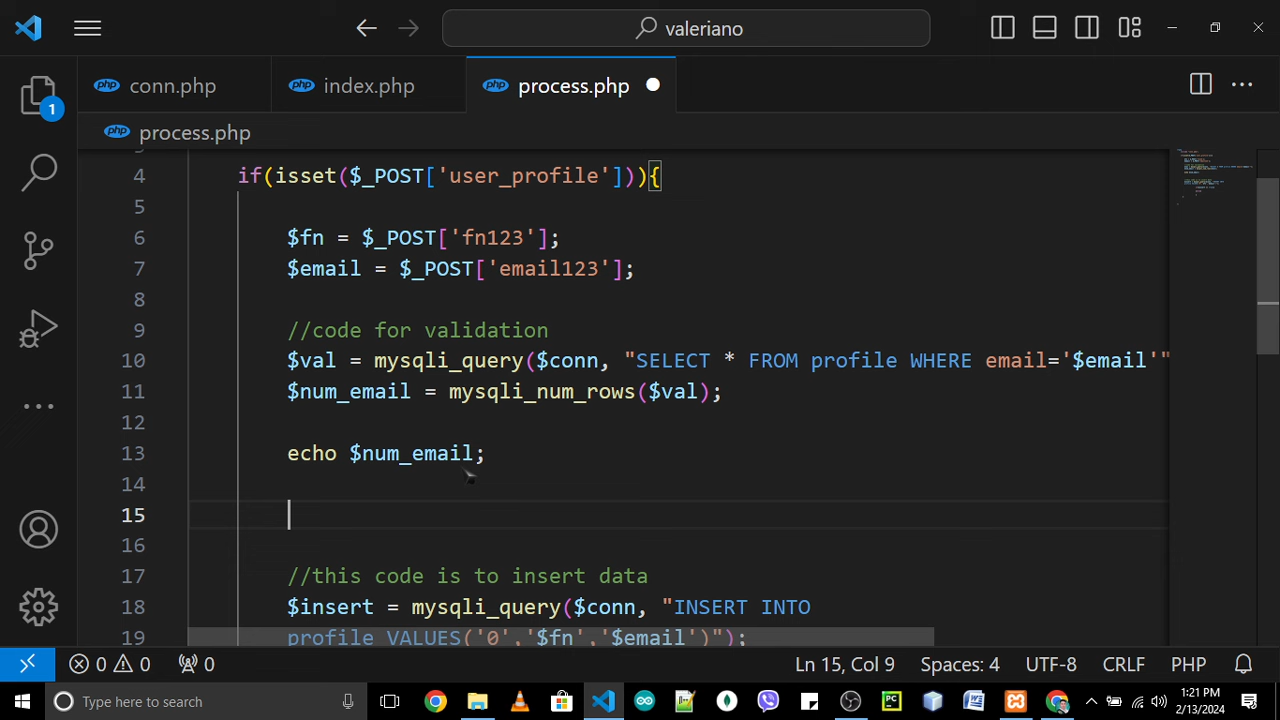 valeriano
conn.php
index.php
process.php
process.php
4 if(isset($_POST['user_profile'])){
5
6 $fn = $_POST['fn123'];
7 $email = $_POST['email123'];
8
9 //code for validation
10 $val = mysqli_query($conn, "SELECT * FROM profile WHERE email='$email'"
11 $num_email = mysqli_num_rows($val);
12
13 echo $num_email;
14
15
16
17 //this code is to insert data
18 $insert = mysqli_query($conn, "INSERT INTO
19 profile VALUES('0','$fn','$email')");
1
0 0 0 Ln 15, Col 9 Spaces: 4 UTF-8 CRLF PHP
Type here to search
1:21 PM
2/13/2024